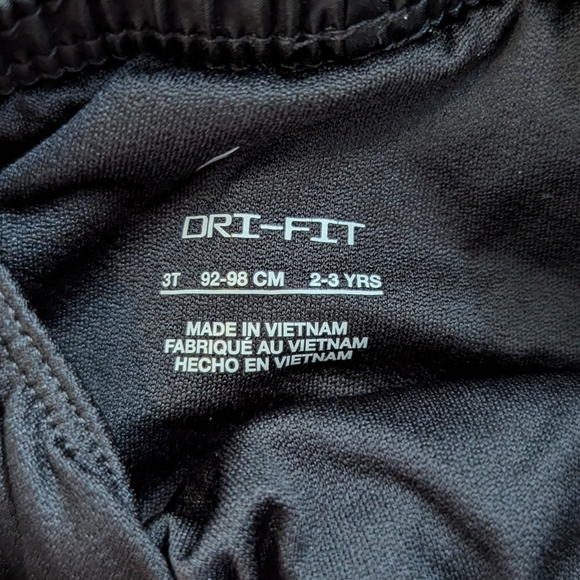 DRI-FIT
3T 92-98 CM 2-3 YRS
MADE IN VIETNAM
FABRIQUÉ AU VIETNAM
HECHO EN VIETNAM